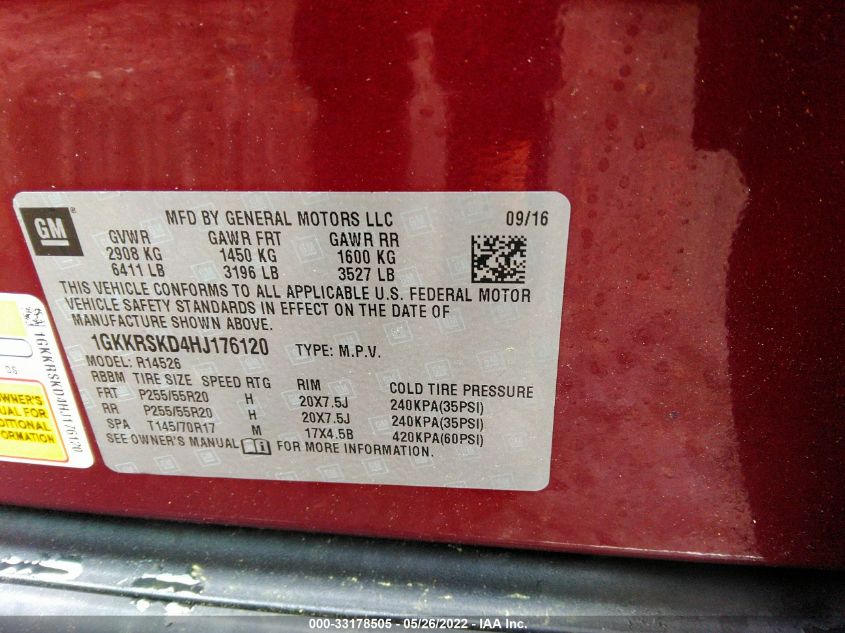 GM
MFD BY GENERAL MOTORS LLC 09/16
GVWR GAWR FRT GAWR RR
2908 KG 1450 KG 1600 KG
6411 LB 3196 LB 3527 LB
THIS VEHICLE CONFORMS TO ALL APPLICABLE U.S. FEDERAL MOTOR
VEHICLE SAFETY STANDARDS IN EFFECT ON THE DATE OF
MANUFACTURE SHOWN ABOVE.
1GKKRSKD4HJ176120 TYPE: M.P.V.
MODEL: R14526
RBBM TIRE SIZE SPEED RTG RIM COLD TIRE PRESSURE
FRT P255/55R20 H 20X7.5J 240KPA(35PSI)
RR P255/55R20 H 20X7.5J 240KPA(35PSI)
SPA T145/70R17 M 17X4.5B 420KPA(60PSI)
SEE OWNER'S MANUAL FOR MORE INFORMATION.
1GKKRSKD4HJ176120
OWNER'S
MANUAL FOR
DITIONAL
FORMATION
000-33178505 - 05/26/2022 - IAA Inc.